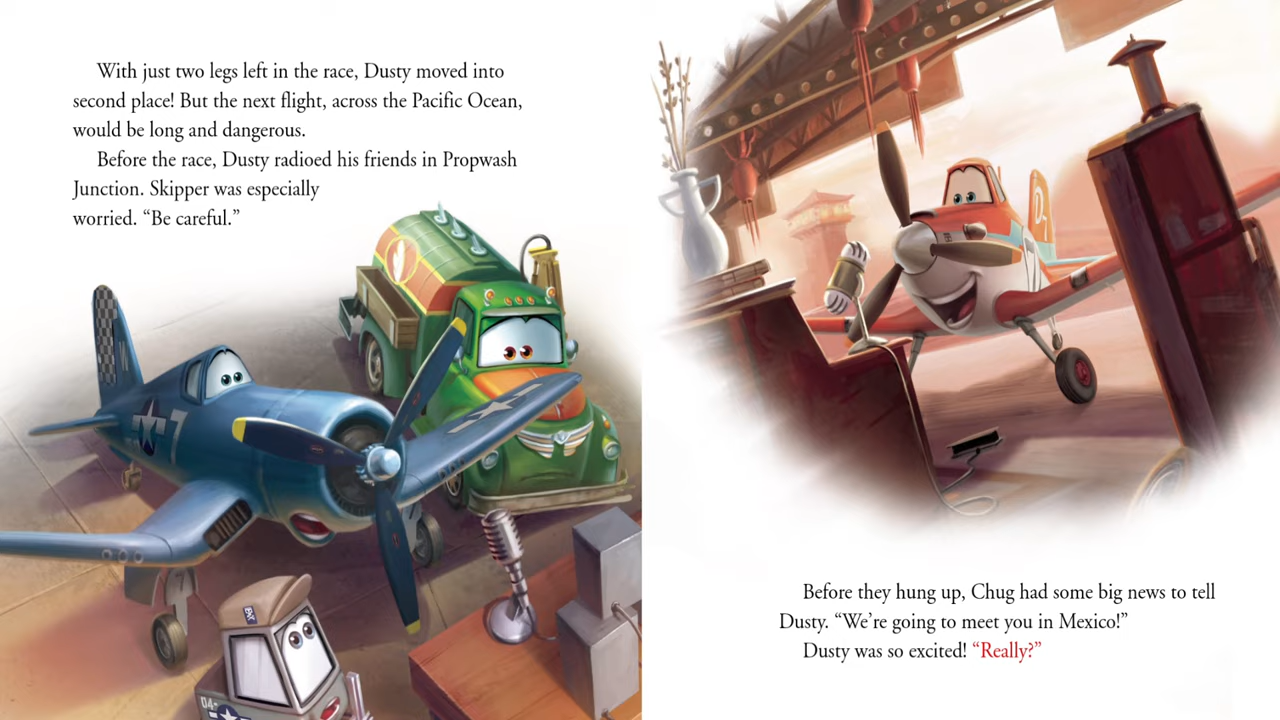 With just two legs left in the race, Dusty moved into
second place! But the next flight, across the Pacific Ocean,
would be long and dangerous.
Before the race, Dusty radioed his friends in Propwash
Junction. Skipper was especially
worried. “Be careful.”
7
7
04-
Before they hung up, Chug had some big news to tell
Dusty. “We’re going to meet you in Mexico!”
Dusty was so excited! “Really?”